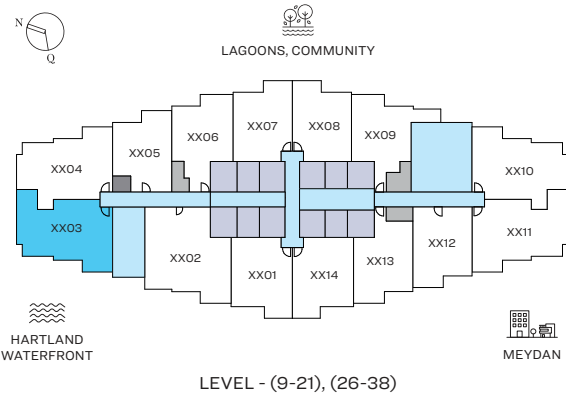 N
Q
LAGOONS, COMMUNITY
XX07
XX08
XX06
XX09
XX05
XX04
XX10
XX03
XX11
XX12
XX02
XX13
XX01
XX14
HARTLAND
WATERFRONT
MEYDAN
LEVEL - (9-21), (26-38)